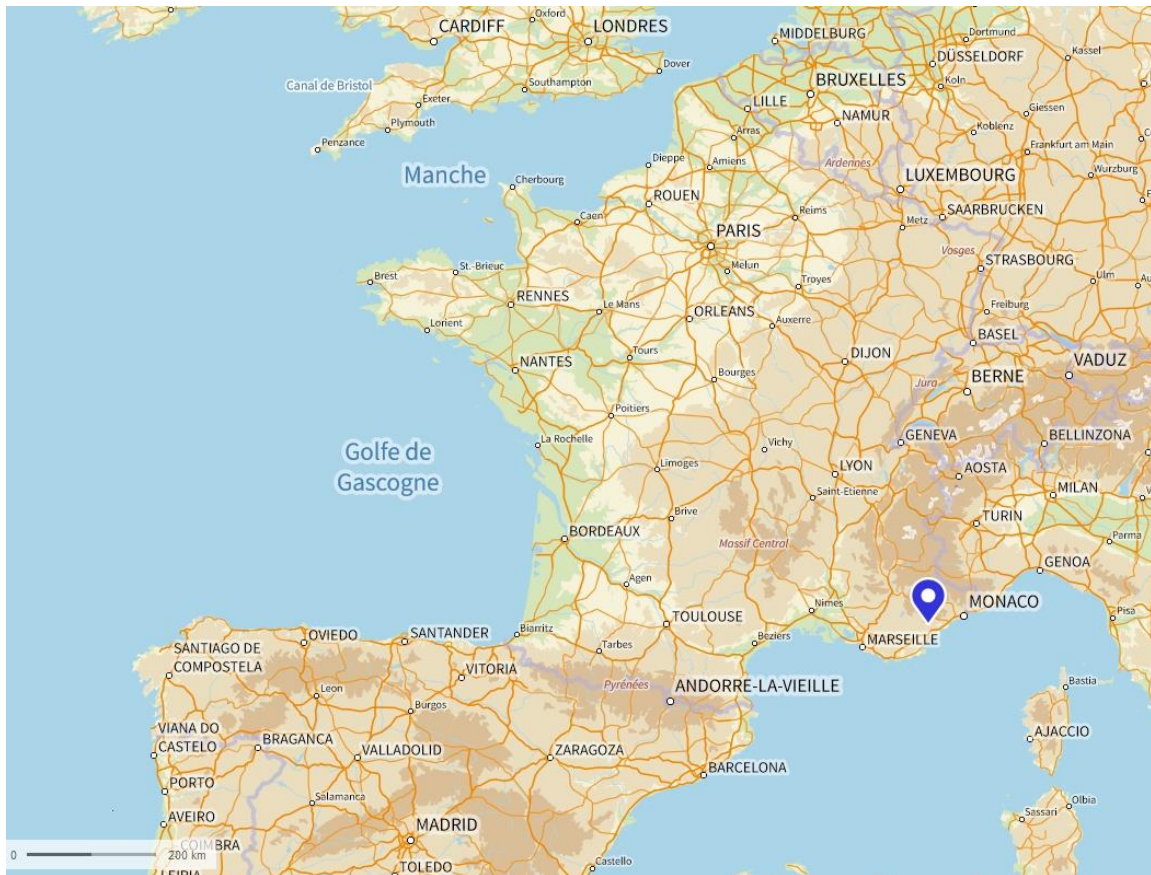 Oxford
CARDIFF
LONDRES
MIDDELBURG
Dortmund
Kassel
DÜSSELDORF
Dover
Canal de Bristol
Southampton
BRUXELLES
Koln
LILLE
Exeter
Giessen
NAMUR
Plymouth
Arras
Koblenz
Penzance
Frankfurt am Main
Dieppe
Amiens
Ardennes
Wurzburg
Manche
Cherbourg
LUXEMBOURG
ROUEN
Caen
Reims
SAARBRUCKEN
Metz
PARIS
Vosges
STRASBOURG
Brest
St.-Brieuc
Melun
Troyes
Ulm
RENNES
Le Mans
ORLEANS
Freiburg
Lorient
Auxerre
BASEL
Tours
DIJON
VADUZ
NANTES
Bourges
Jura
BERNE
Poitiers
La Rochelle
Vichy
GENEVA
BELLINZONA
Golfe de
Gascogne
Limoges
LYON
AOSTA
Saint-Etienne
MILAN
Brive
TURIN
BORDEAUX
Massif Central
Parma
GENOA
Agen
MONACO
Nimes
Pisa
TOULOUSE
Biarritz
OVIEDO
SANTANDER
Beziers
MARSEILLE
SANTIAGO DE
COMPOSTELA
Tarbes
VITORIA
Bastia
Pyrénées
ANDORRE-LA-VIEILLE
Leon
Burgos
VIANA DO
CASTELO
BRAGANCA
VALLADOLID
ZARAGOZA
AJACCIO
BARCELONA
PORTO
Salamanca
Sassari
Olbia
AVEIRO
MADRID
COIMBRA
0 200 km
Castello
TOLEDO
LEIRIA